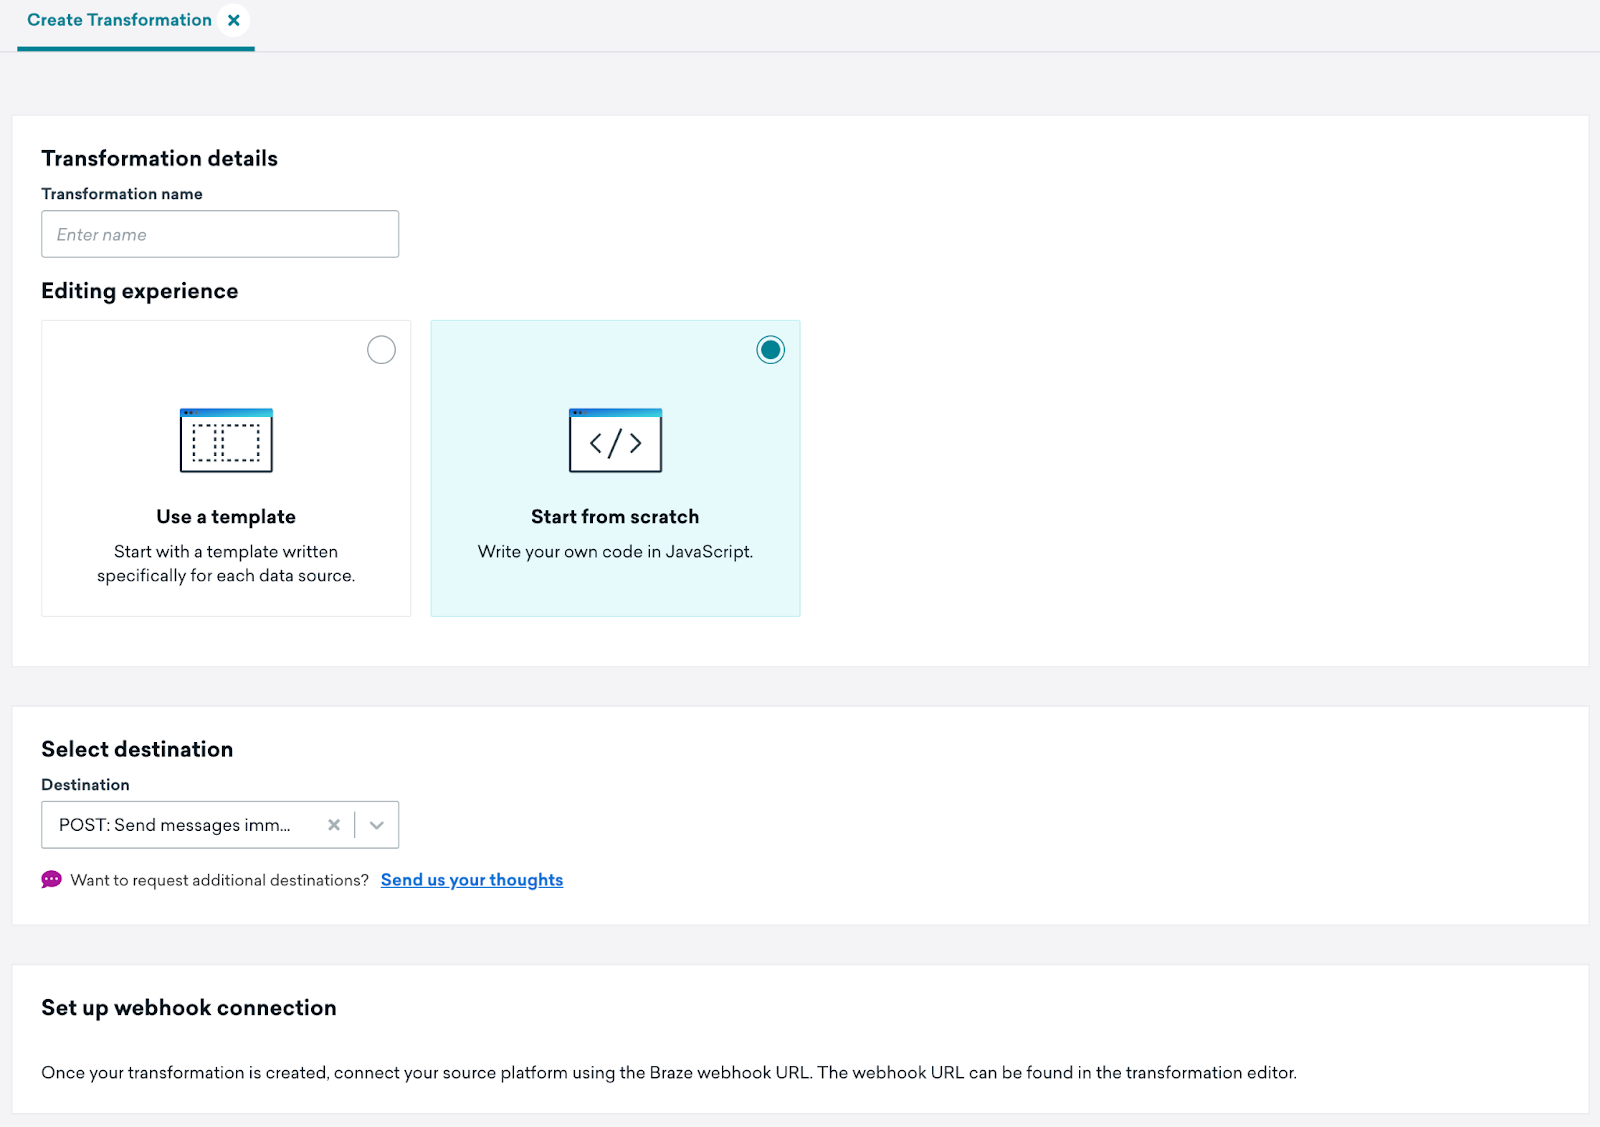 Create Transformation
Transformation details
Transformation name
Enter name
Editing experience
Use a template
Start with a template written
specifically for each data source.
</>
Start from scratch
Write your own code in JavaScript.
Select destination
Destination
POST: Send messages imm...
Want to request additional destinations? Send us your thoughts
Set up webhook connection
Once your transformation is created, connect your source platform using the Braze webhook URL. The webhook URL can be found in the transformation editor.